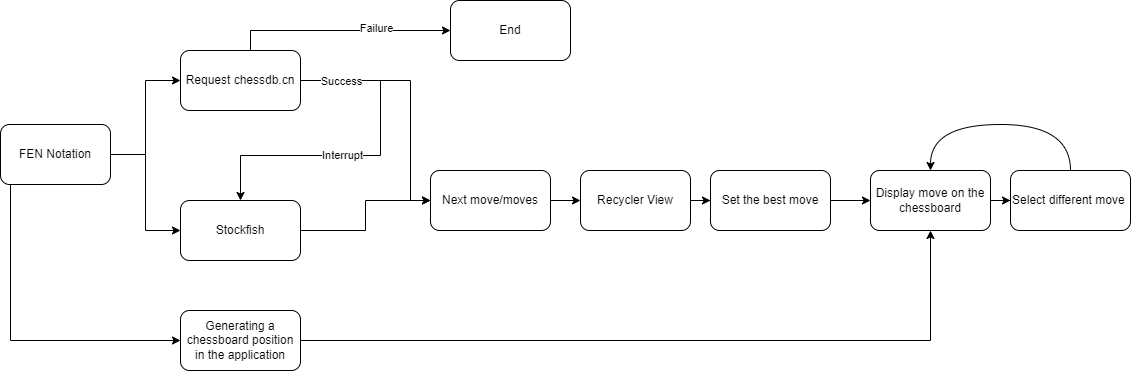 Failure
End
Request chessdb.cn
Success
FEN Notation
Interrupt
Stockfish
Next move/moves
Recycler View
Set the best move
Display move on the
chessboard
Select different move
Generating a
chessboard position
in the application